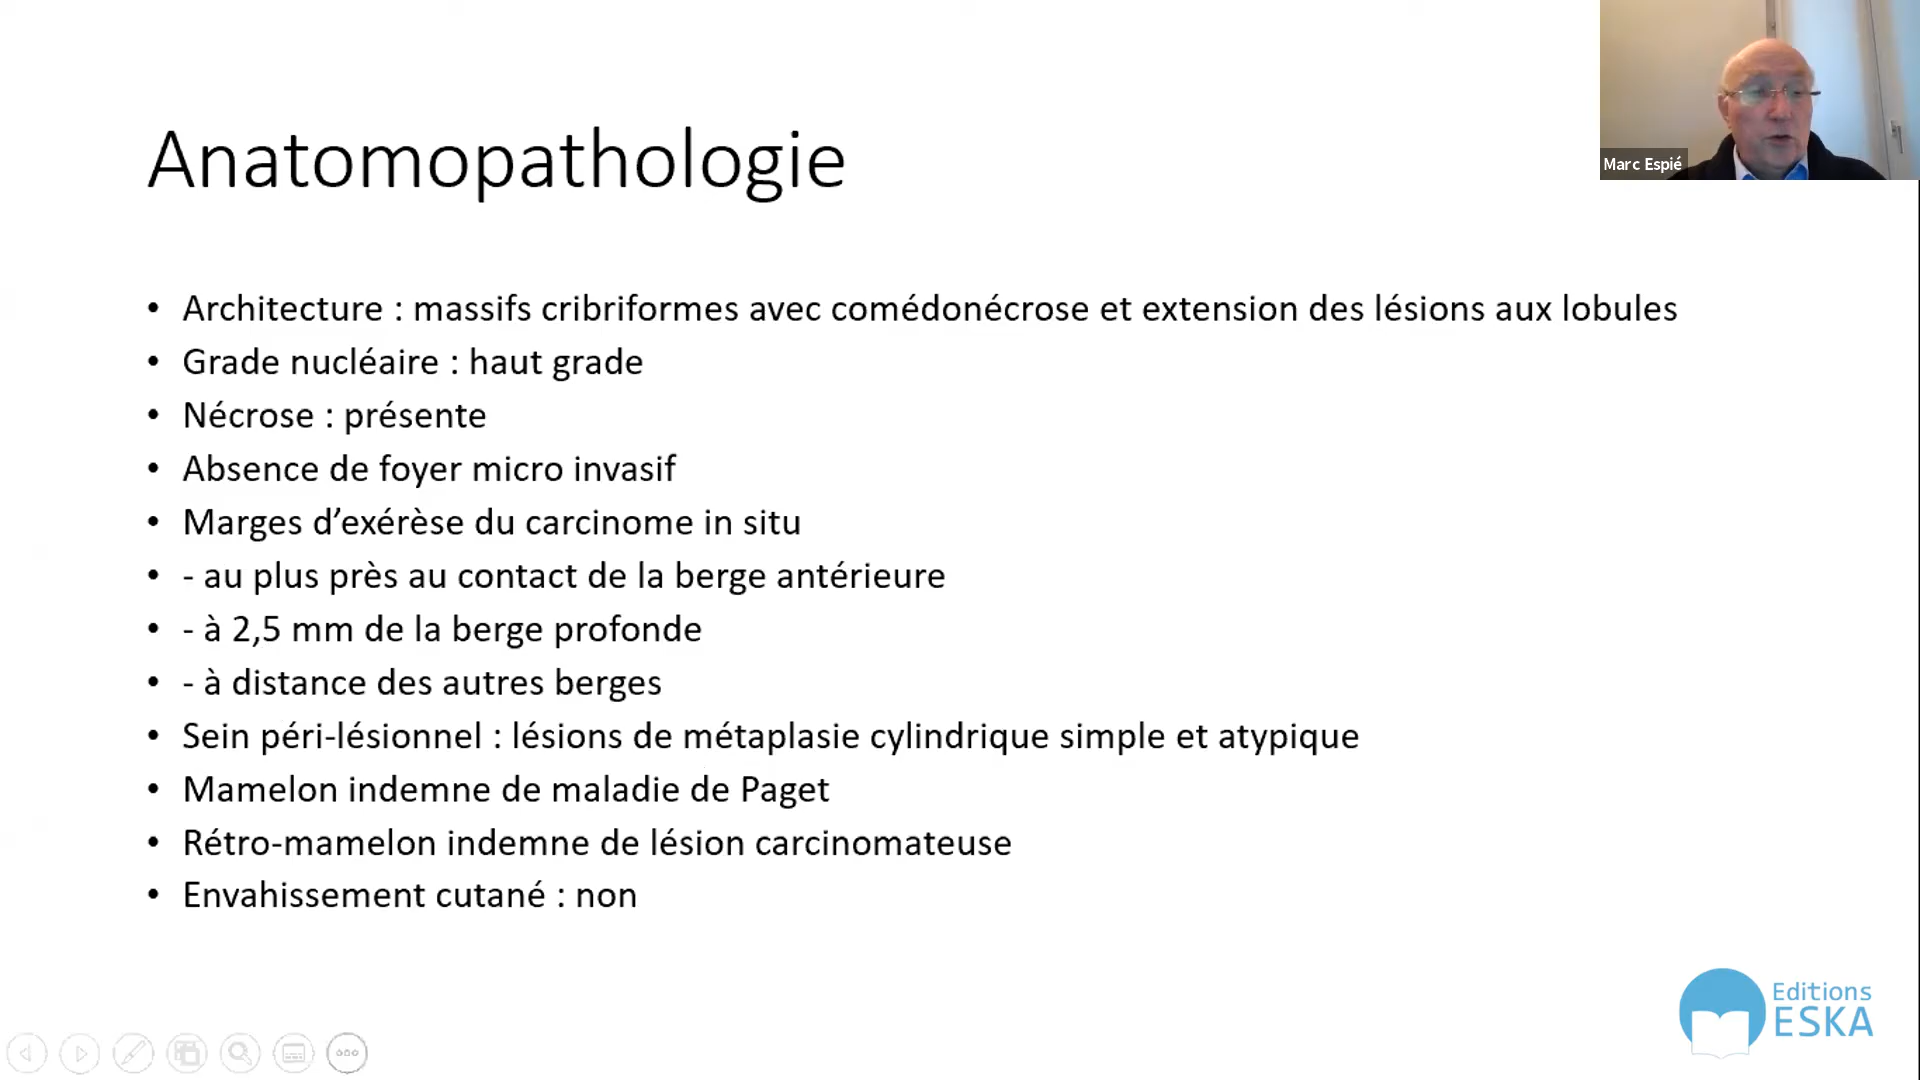 Marc Espié
Anatomopathologie
• Architecture : massifs cribriformes avec comédonécrose et extension des lésions aux lobules
• Grade nucléaire : haut grade
• Nécrose : présente
• Absence de foyer micro invasif
• Marges d’exérèse du carcinome in situ
• - au plus près au contact de la berge antérieure
• - à 2,5 mm de la berge profonde
• - à distance des autres berges
• Sein péri-lésionnel : lésions de métaplasie cylindrique simple et atypique
• Mamelon indemne de maladie de Paget
• Rétro-mamelon indemne de lésion carcinomateuse
• Envahissement cutané : non
Editions
ESKA